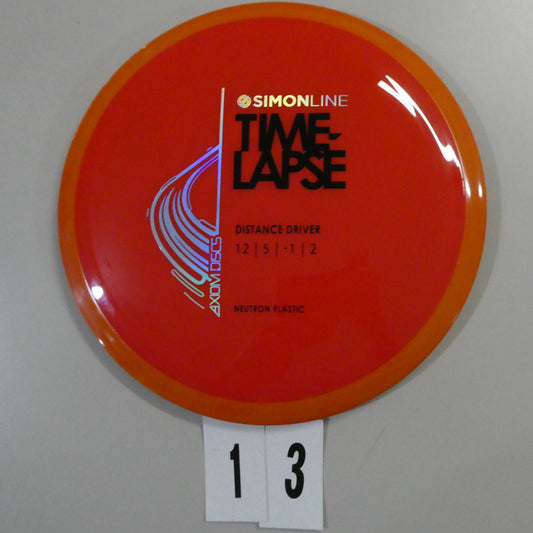 SIMONLINE
TIME-
LAPSE
DISTANCE DRIVER
12 | 5 | -1 | 2
AXIOM DISCS
NEUTRON PLASTIC
1 3